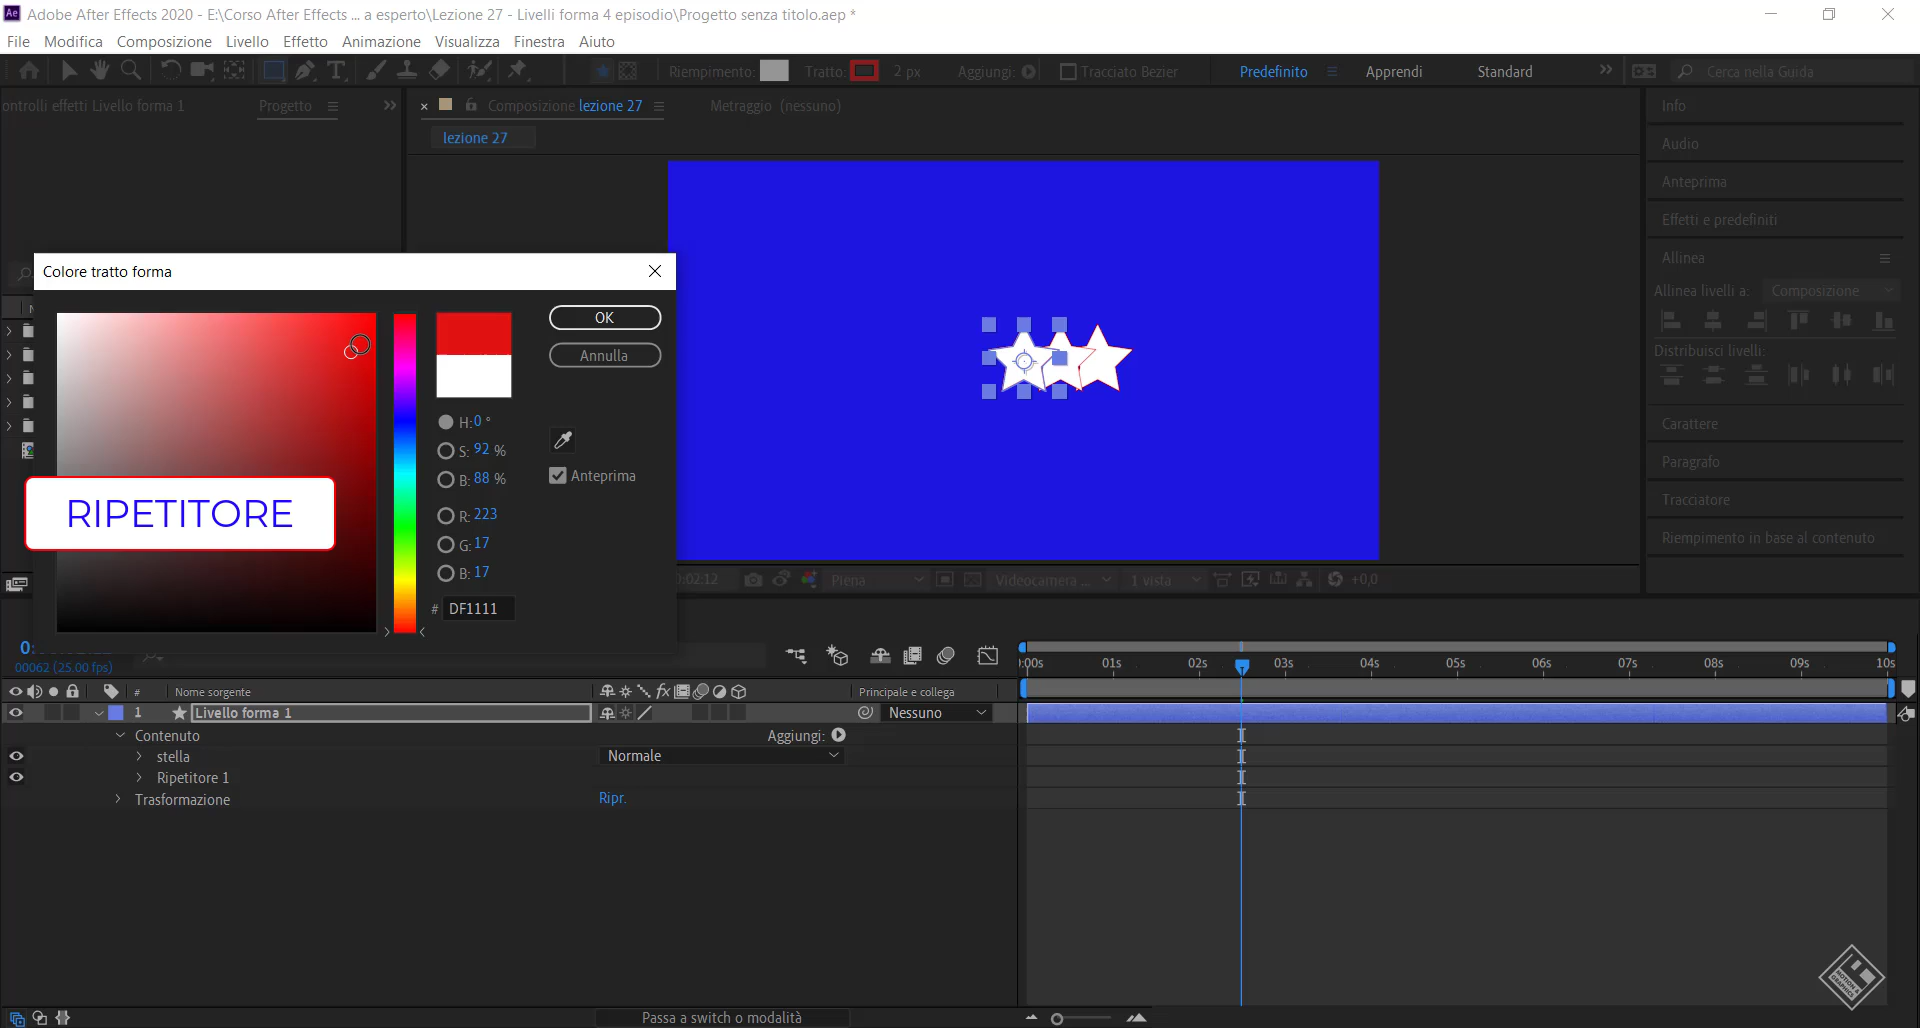 Adobe After Effects 2020 - E:\Corso After Effects ... a esperto\Lezione 27 - Livelli forma 4 episodio\Progetto senza titolo.aep *
File Modifica Composizione Livello Effetto Animazione Visualizza Finestra Aiuto
Riempimento: Tratto: 2 px Aggiungi: Tracciato Bezier Predefinito Apprendi Standard Cerca nella Guida
ontrolli effetti Livello forma 1 Progetto Composizione lezione 27 Metraggio (nessuno) Info
lezione 27
Audio
Anteprima
Effetti e predefiniti
Allinea
Allinea livelli a: Composizione
Distribuisci livelli:
Carattere
Paragrafo
Tracciatore
Riempimento in base al contenuto
Colore tratto forma
OK
Annulla
H: 0 °
S: 92 %
B: 88 %
Anteprima
R: 223
G: 17
B: 17
# DF1111
RIPETITORE
:02.12 Piena Videocamera ... 1 vista +0,0
00062 (25.00 fps)
:00s 01s 02s 03s 04s 05s 06s 07s 08s 09s 10s
# Nome sorgente fx Principale e collega
1 Livello forma 1 Nessuno
Contenuto Aggiungi:
stella Normale
Ripetitore 1
Trasformazione Ripr.
Passa a switch o modalità